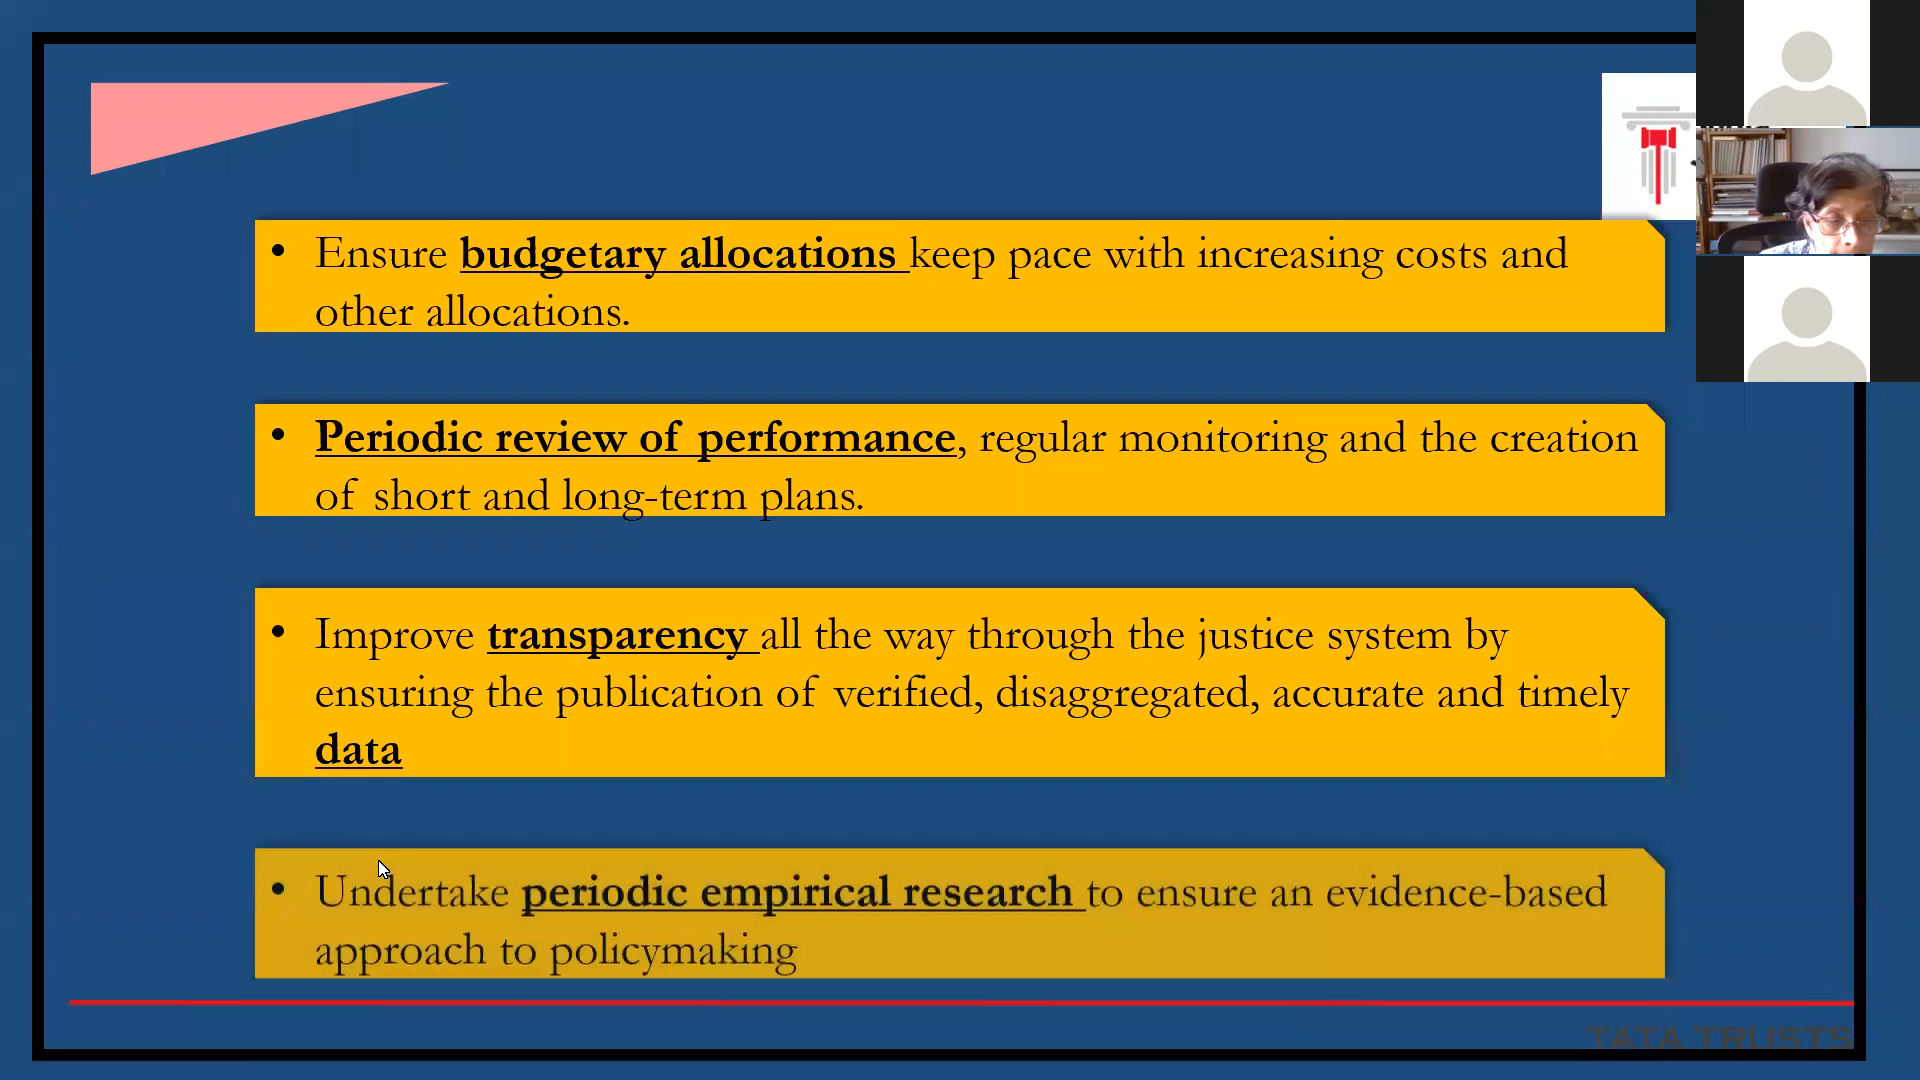 • Ensure budgetary allocations keep pace with increasing costs and
other allocations.
• Periodic review of performance, regular monitoring and the creation
of short and long-term plans.
• Improve transparency all the way through the justice system by
ensuring the publication of verified, disaggregated, accurate and timely
data
• Undertake periodic empirical research to ensure an evidence-based
approach to policymaking
TATA TRUSTS